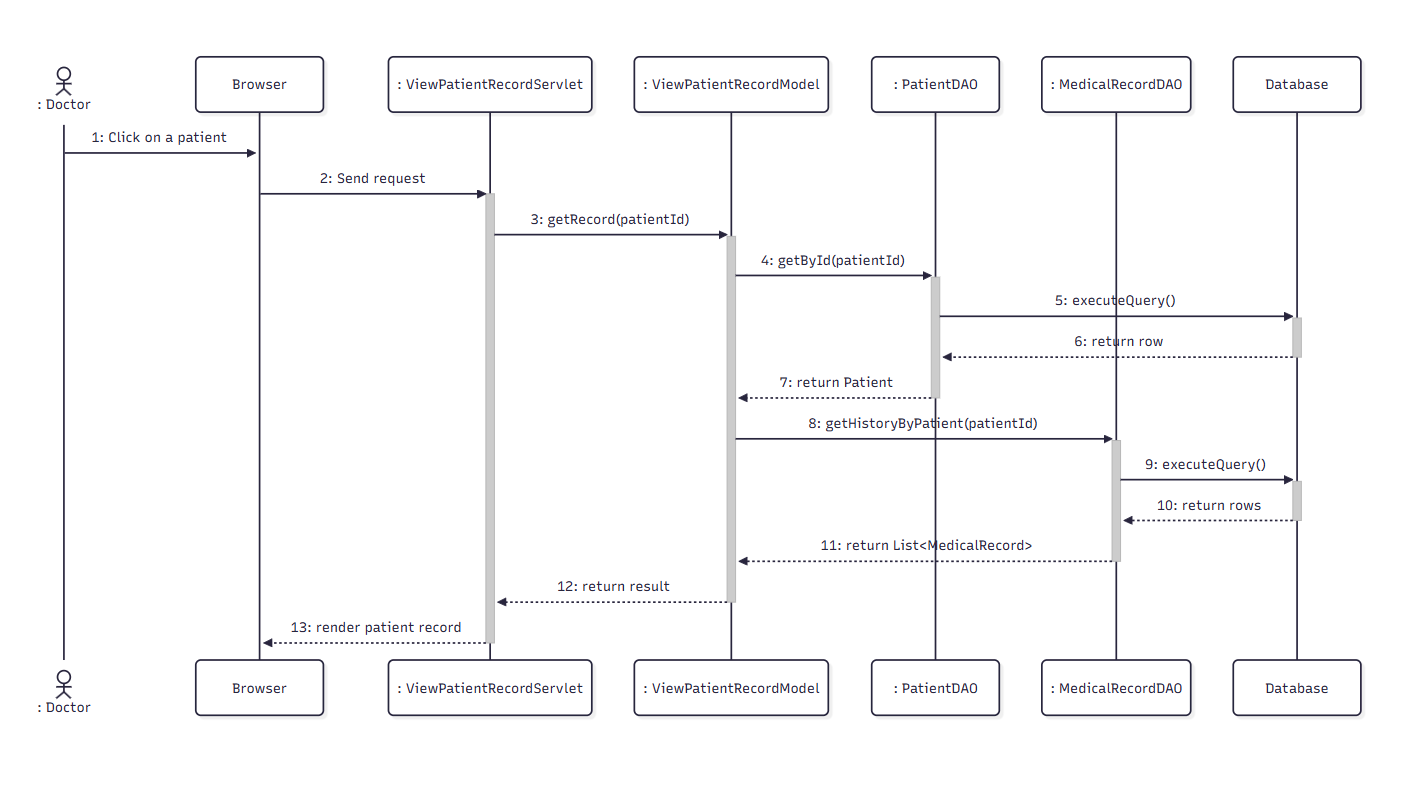 : Doctor
Browser
: ViewPatientRecordServlet
: ViewPatientRecordModel
: PatientDAO
: MedicalRecordDAO
Database
1: Click on a patient
2: Send request
3: getRecord(patientId)
4: getById(patientId)
5: executeQuery()
6: return row
7: return Patient
8: getHistoryByPatient(patientId)
9: executeQuery()
10: return rows
11: return List<MedicalRecord>
12: return result
13: render patient record
: Doctor
Browser
: ViewPatientRecordServlet
: ViewPatientRecordModel
: PatientDAO
: MedicalRecordDAO
Database